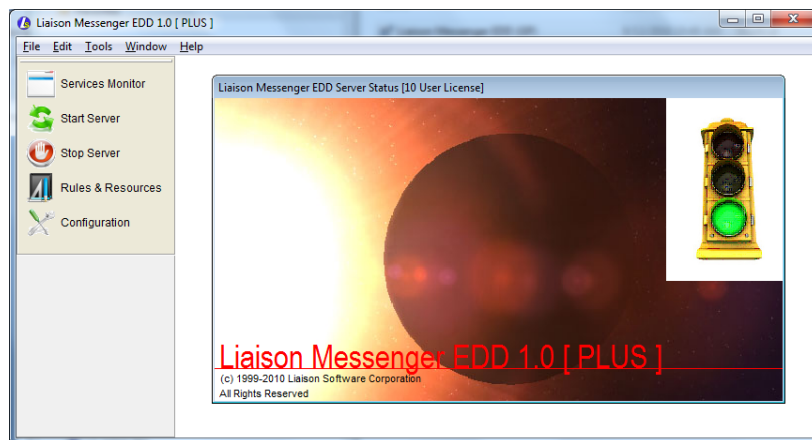 Liaison Messenger EDD 1.0 [ PLUS ]
File Edit Tools Window Help
Services Monitor
Start Server
Stop Server
Rules & Resources
Configuration
Liaison Messenger EDD Server Status [10 User License]
Liaison Messenger EDD 1.0 [ PLUS ]
(c) 1999-2010 Liaison Software Corporation
All Rights Reserved